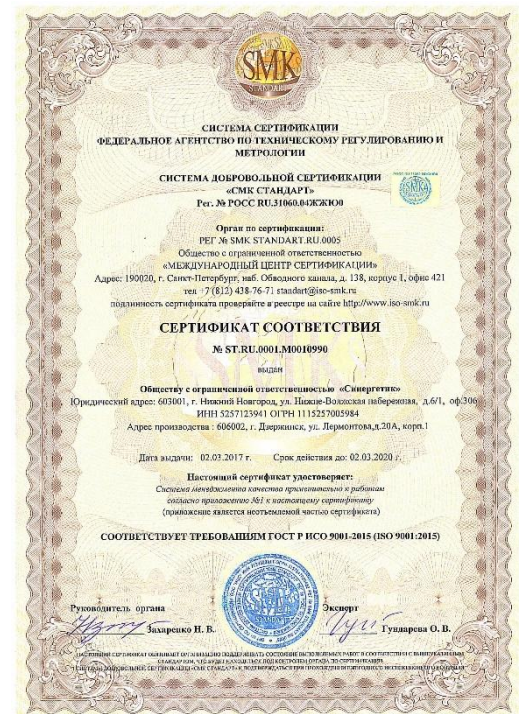 SMK
STANDART
СИСТЕМА СЕРТИФИКАЦИИ
ФЕДЕРАЛЬНОЕ АГЕНТСТВО ПО ТЕХНИЧЕСКОМУ РЕГУЛИРОВАНИЮ И
МЕТРОЛОГИИ
СИСТЕМА ДОБРОВОЛЬНОЙ СЕРТИФИКАЦИИ
«СМК СТАНДАРТ»
Рег. № РОСС RU.31060.04ЖЖЮ0
Орган по сертификации:
РЕГ № SMK STANDART.RU.0005
Общество с ограниченной ответственностью
«МЕЖДУНАРОДНЫЙ ЦЕНТР СЕРТИФИКАЦИИ»
Адрес: 190020, г. Санкт-Петербург, наб. Обводного канала, д. 138, корпус 1, офис 421
тел +7 (812) 438-76-71 standart@iso-smk.ru
подлинность сертификата проверяйте в реестре на сайте http://www.iso-smk.ru
СЕРТИФИКАТ СООТВЕТСТВИЯ
№ ST.RU.0001.M0010990
выдан
Обществу с ограниченной ответственностью «Синергетик»
Юридический адрес: 603001, г. Нижний Новгород, ул. Нижне-Волжская набережная, д.6/1, оф.306
ИНН 5257123941 ОГРН 1115257005984
Адрес производства : 606002, г. Дзержинск, ул. Лермонтова,д.20А, корп.1
Дата выдачи: 02.03.2017 г. Срок действия до: 02.03.2020 г.
Настоящий сертификат удостоверяет:
Система менеджмента качества применительно к работам
согласно приложению №1 к настоящему сертификату
(приложение является неотъемлемой частью сертификата)
СООТВЕТСТВУЕТ ТРЕБОВАНИЯМ ГОСТ Р ИСО 9001-2015 (ISO 9001:2015)
Руководитель органа
Эксперт
Захаренко Н. В.
Гундарева О. В.